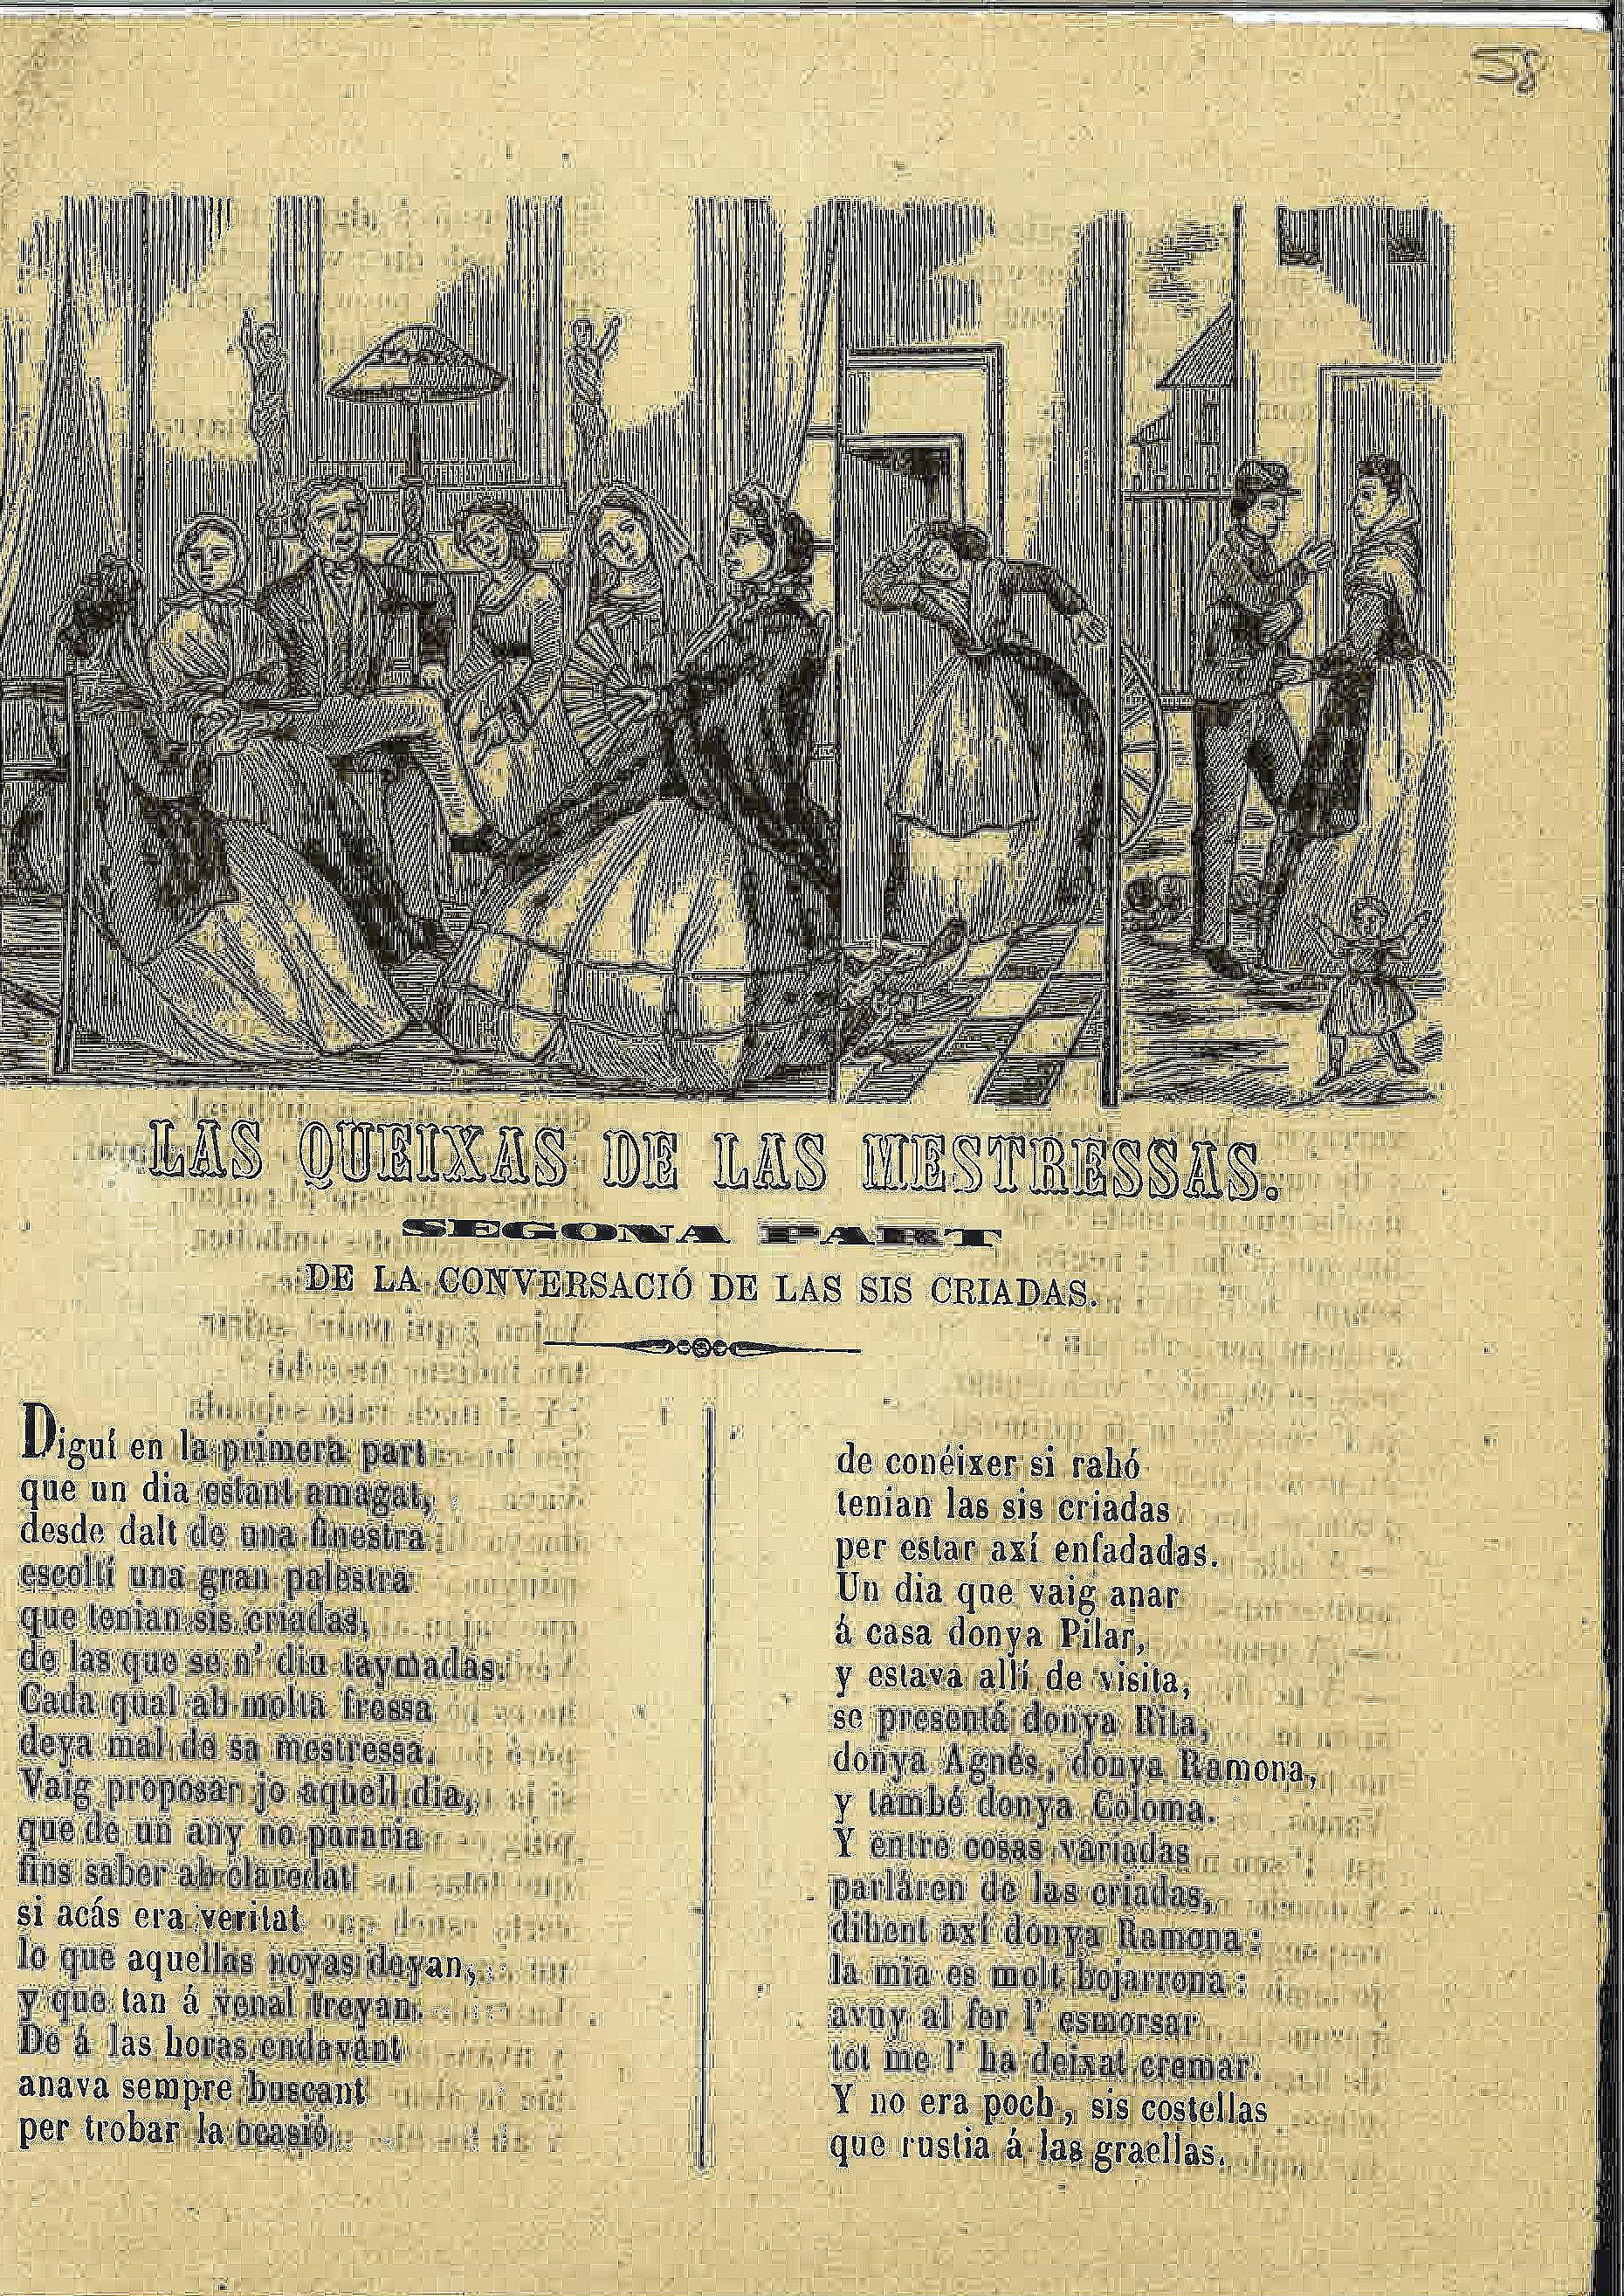 58
LAS QUEIXAS DE LAS MESTRESSAS.
SEGONA PART
DE LA CONVERSACIÓ DE LAS SIS CRIADAS.
Diguí en la primera part
que un dia estant amagat,
desde dalt de una finestra
escoltí una gran palestra
que tenian sis criadas,
de las que se n' diu taymadas.
Cada qual ab molta fressa
deya mal de sa mestressa.
Vaig proposar jo aquell dia,
que de un any no pararia
fins saber ab claredat
si acás era veritat
lo que aquellas noyas deyan,
y que tan á venal treyan.
De á las horas endavant
anava sempre buscant
per trobar la ocasió
de conéixer si rahó
tenian las sis criadas
per estar axí enfadadas.
Un dia que vaig anar
á casa donya Pilar,
y estava allí de visita,
se presentá donya Rita,
donya Agnés, donya Ramona,
y també donya Coloma.
Y entre cosas variadas
parláren de las criadas,
dihent axí donya Ramona:
la mia es molt bojarrona:
avuy al fer l' esmorsar
tot me l' ha deixat cremar.
Y no era poch, sis costellas
que rustia á las graellas.